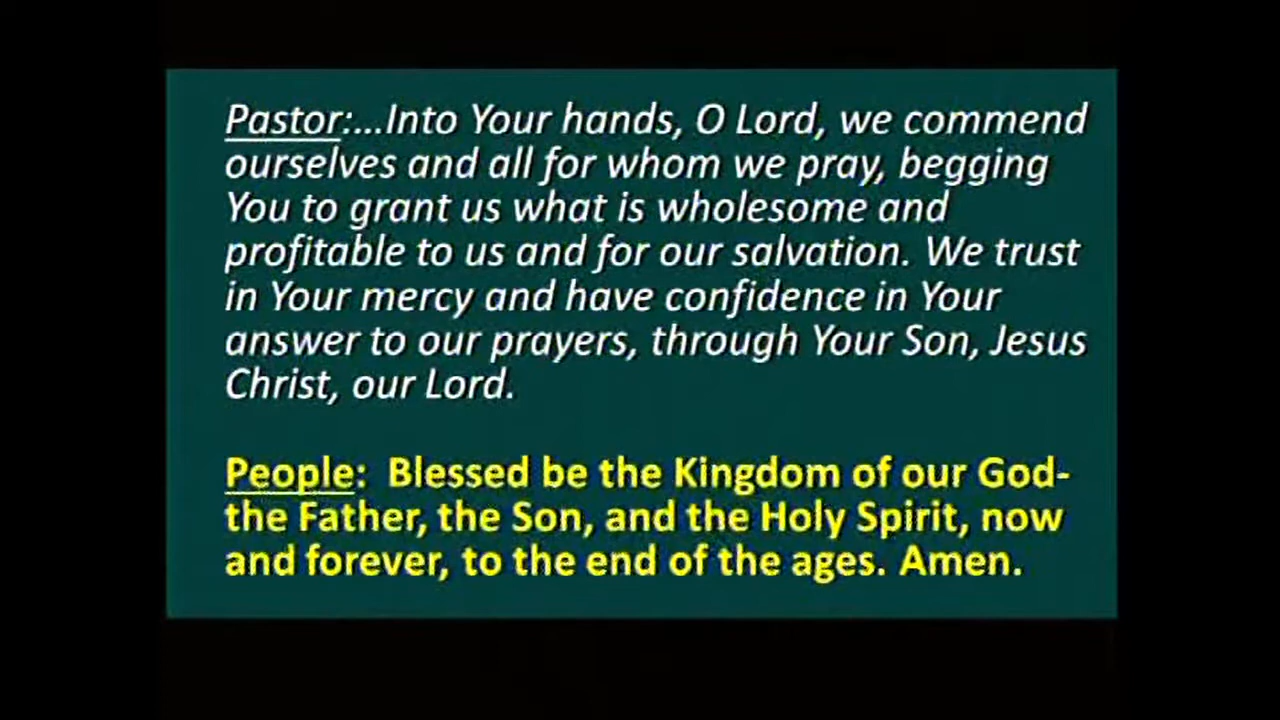 Pastor:...Into Your hands, O Lord, we commend
ourselves and all for whom we pray, begging
You to grant us what is wholesome and
profitable to us and for our salvation. We trust
in Your mercy and have confidence in Your
answer to our prayers, through Your Son, Jesus
Christ, our Lord.
People: Blessed be the Kingdom of our God-
the Father, the Son, and the Holy Spirit, now
and forever, to the end of the ages. Amen.